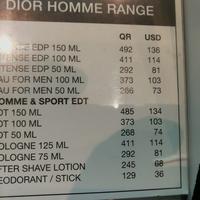 DIOR HOMME RANGE
QR USD
TENSE EDP 150 ML 492 136
TENSE EDP 100 ML 411 114
TENSE EDP 50 ML 292 81
AU FOR MEN 100 ML 373 103
AU FOR MEN 50 ML 266 73
OMME & SPORT EDT
DT 150 ML 485 134
DT 100 ML 373 103
DT 50 ML 268 74
OLOGNE 125 ML 411 114
OLOGNE 75 ML 292 81
FTER SHAVE LOTION 245 68
EODORANT / STICK 129 36